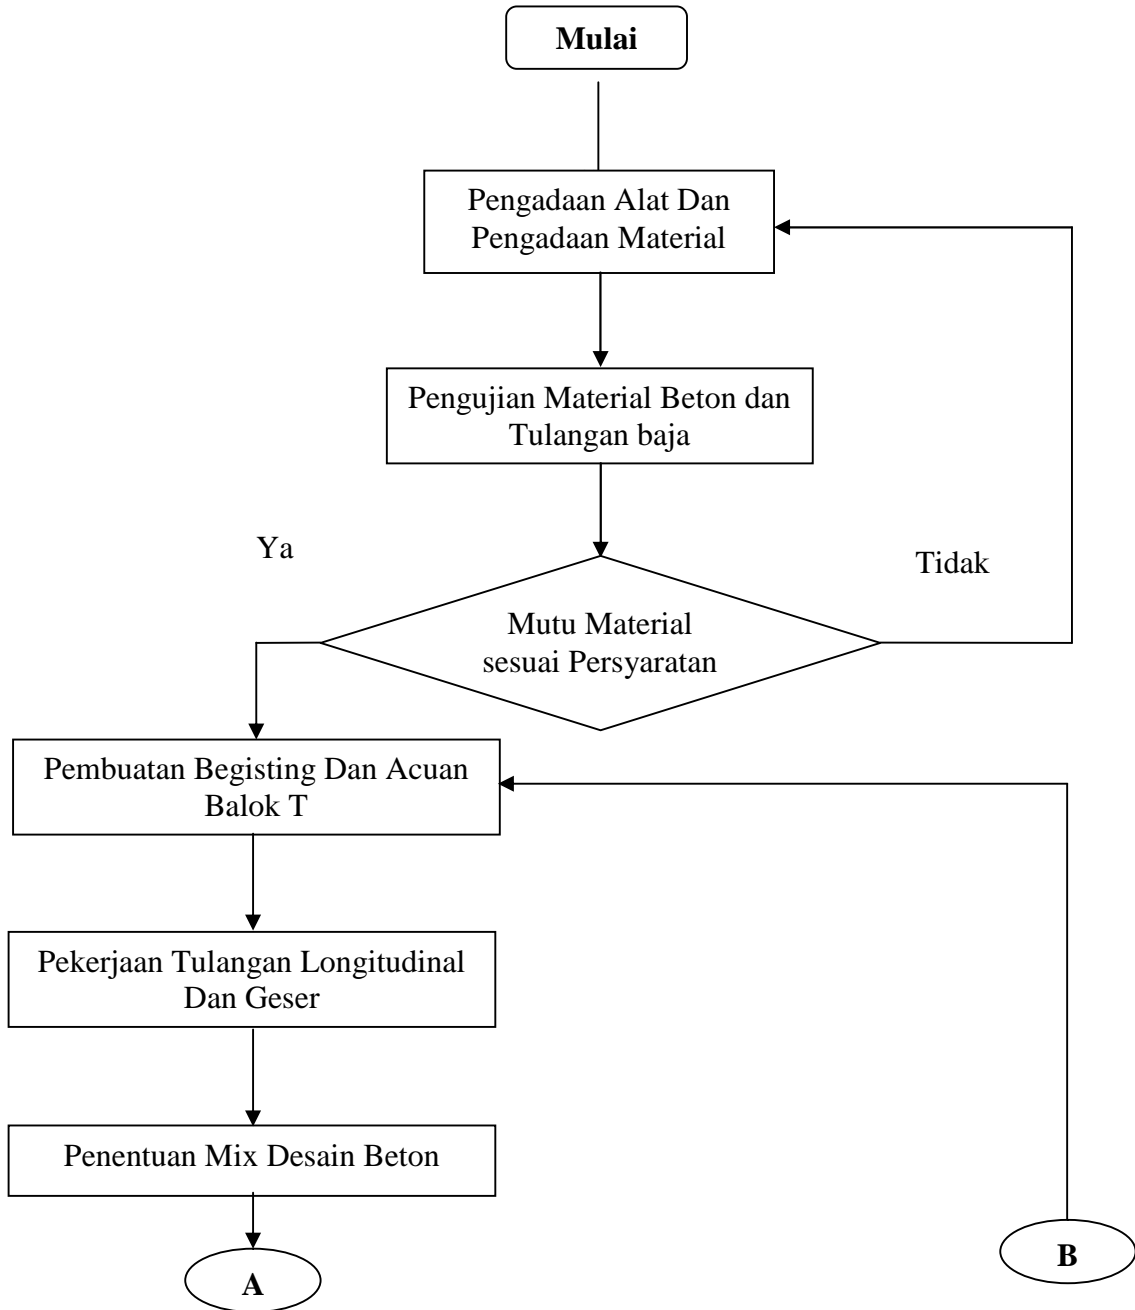 Mulai
Pengadaan Alat Dan
Pengadaan Material
Pengujian Material Beton dan
Tulangan baja
Ya
Tidak
Mutu Material
sesuai Persyaratan
Pembuatan Begisting Dan Acuan
Balok T
Pekerjaan Tulangan Longitudinal
Dan Geser
Penentuan Mix Desain Beton
B
A